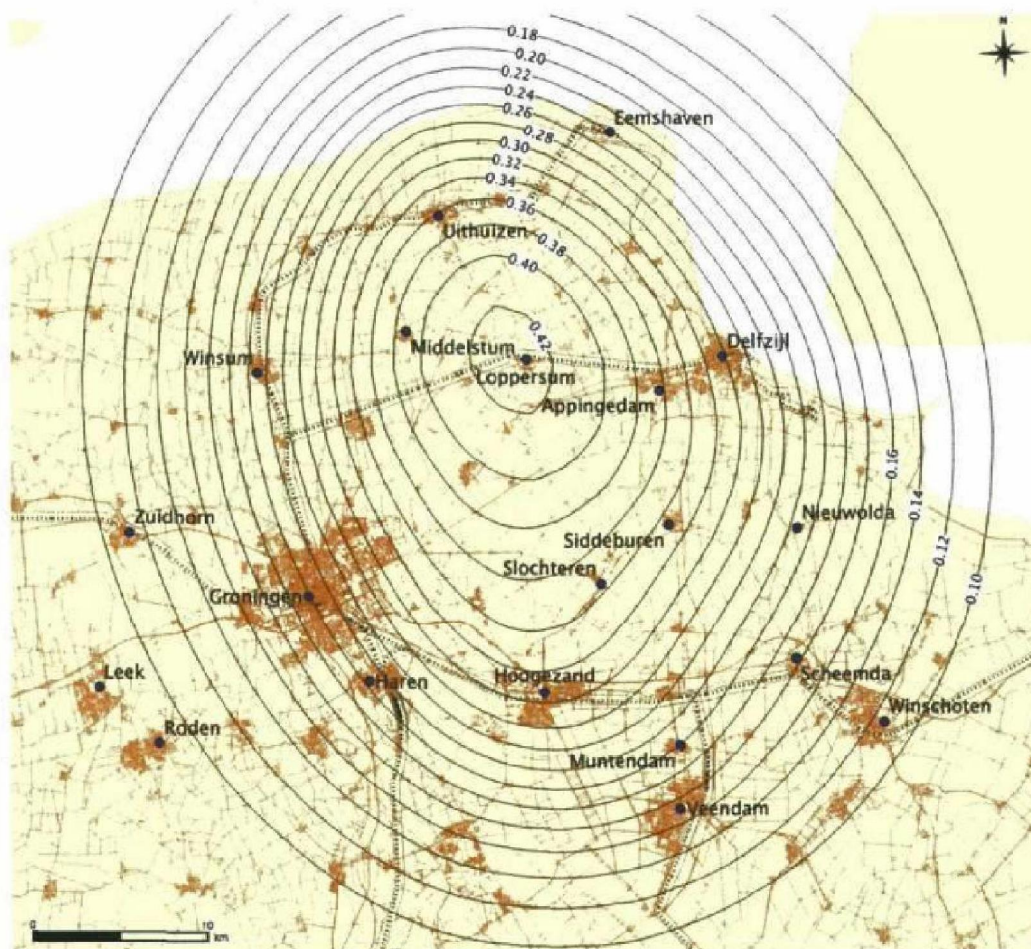 N
0.18
0.20
0.22
0.24
0.26
0.28
0.30
0.32
0.34
0.36
0.38
0.40
0.42
Eemshaven
Uithuizen
Middelstum
Delfzijl
Winsum
Loppersum
Appingedam
0.16
0.14
0.12
0.10
Zuidhorn
Nieuwolda
Siddeburen
Slochteren
Groningen
Leek
Haren
Hoogezand
Scheemda
Winschoten
Roden
Muntendam
Veendam
0 10
km